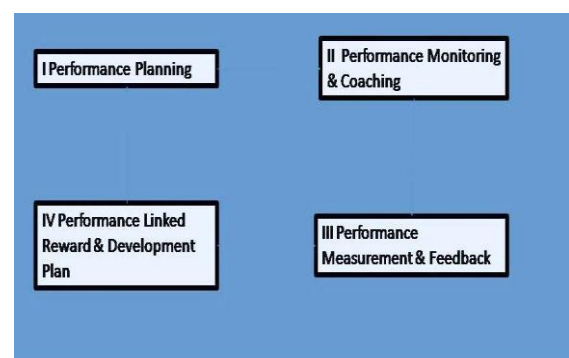 I Performance Planning
II Performance Monitoring
& Coaching
IV Performance Linked
Reward & Development
Plan
III Performance
Measurement & Feedback